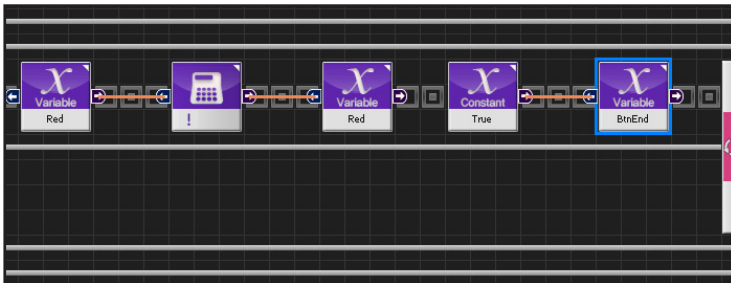 X
Variable
Red
!
X
Variable
Red
X
Constant
True
X
Variable
BtnEnd